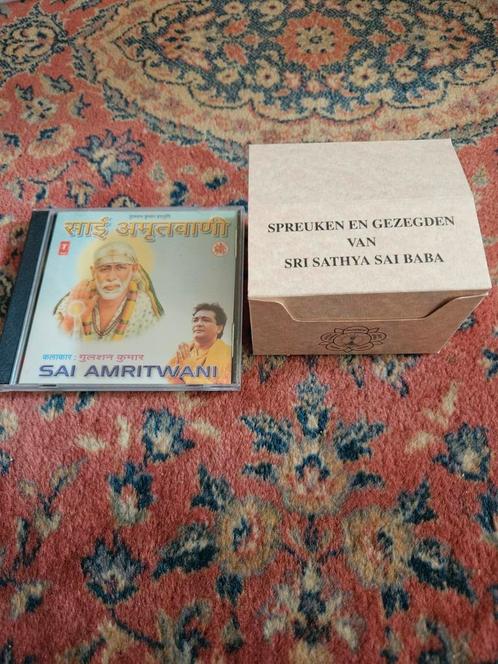 साईं अमृतवाणी
कलाकार : गुलशन कुमार
SAI AMRITWANI
SPREUKEN EN GEZEGDEN
VAN
SRI SATHYA SAI BABA